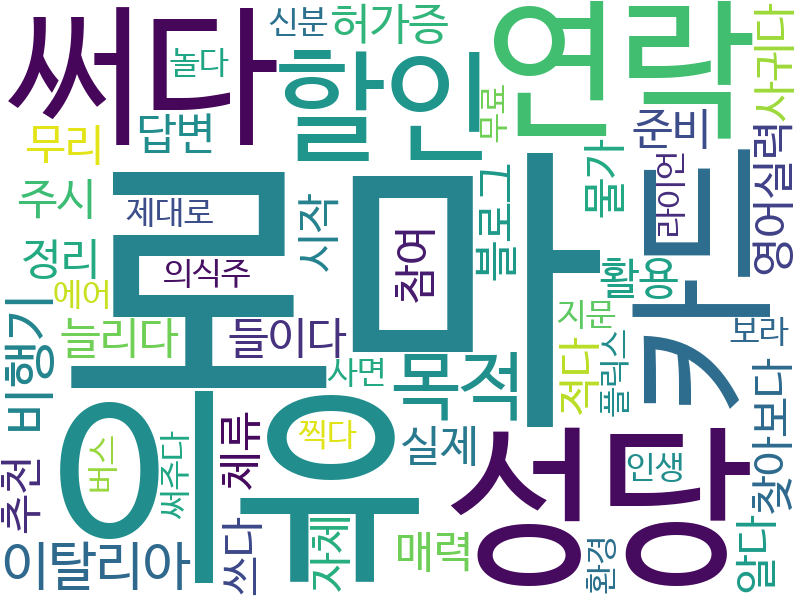 써다
신분
허가증
놀다
할인
연락
사귀다
무료
무리
답변
준비
영어실력
주시
제대로
시작
블로그
물가
라이언
카드
로마
참여
정리
의식주
에어
활용
비행기
늘리다
들이다
지문
보라
적다
플릭스
사면
목적
이유
찍다
체류
실제
성당
인생
찾아보다
추천
버스
써주다
이탈리아
쓰다
자체
매력
환경
알다